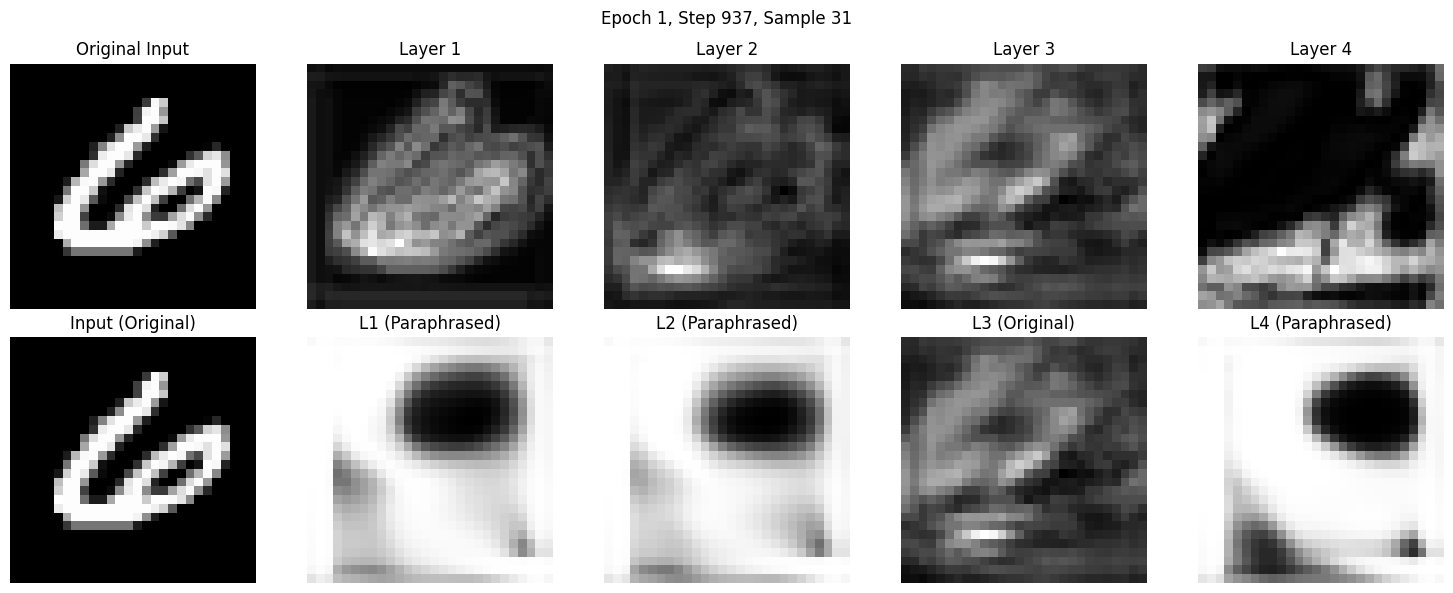 Epoch 1, Step 937, Sample 31
Original Input
Layer 1
Layer 2
Layer 3
Layer 4
Input (Original)
L1 (Paraphrased)
L2 (Paraphrased)
L3 (Original)
L4 (Paraphrased)